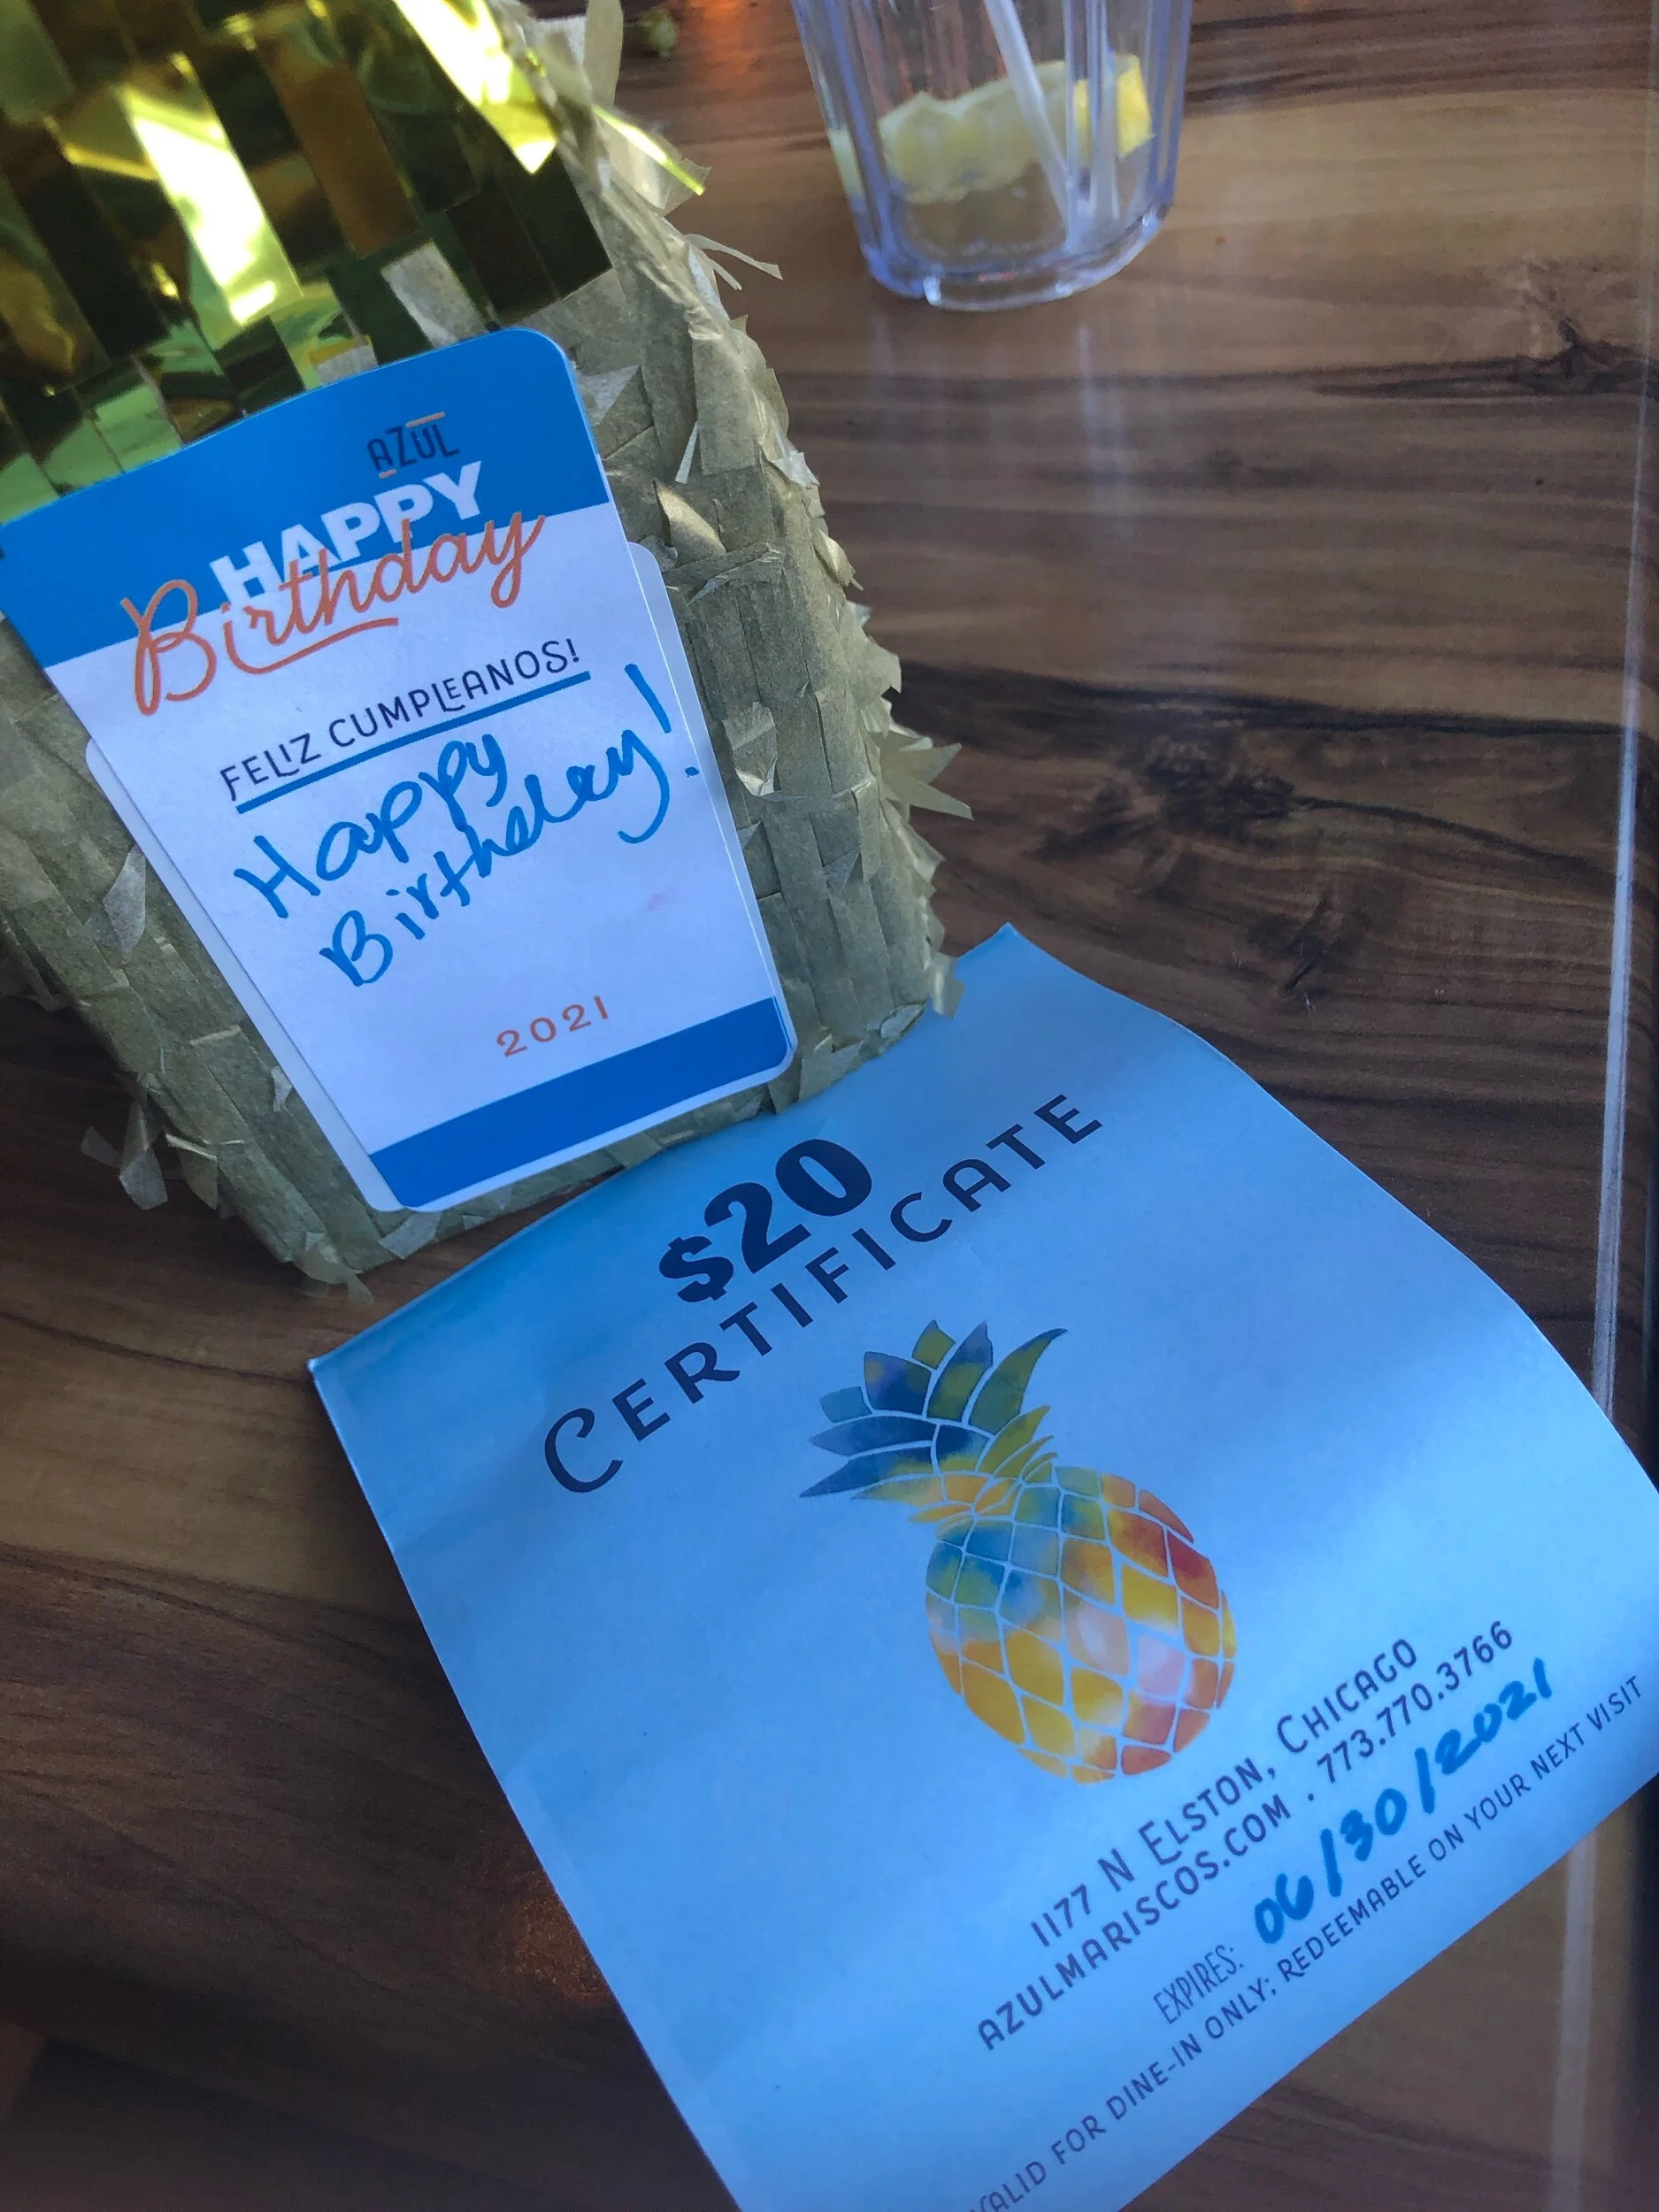 AZUL
HAPPY
Birthday
FELIZ CUMPLEANOS!
Happy
Birthday!
2021
$20
CERTIFICATE
1177 N ELSTON, CHICAGO
AZULMARISCOS.COM . 773.770.3766
EXPIRES: 06/30/2021
VALID FOR DINE-IN ONLY; REDEEMABLE ON YOUR NEXT VISIT